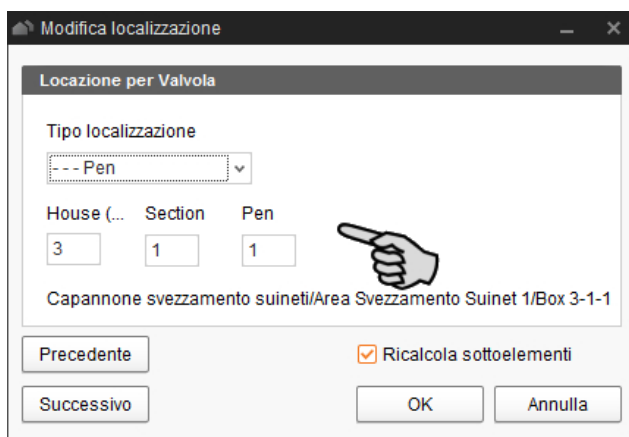 Modifica localizzazione
Locazione per Valvola
Tipo localizzazione
--- Pen
House (... Section Pen
3 1 1
Capannone svezzamento suineti/Area Svezzamento Suinet 1/Box 3-1-1
Precedente Ricalcola sottoelementi
Successivo OK Annulla